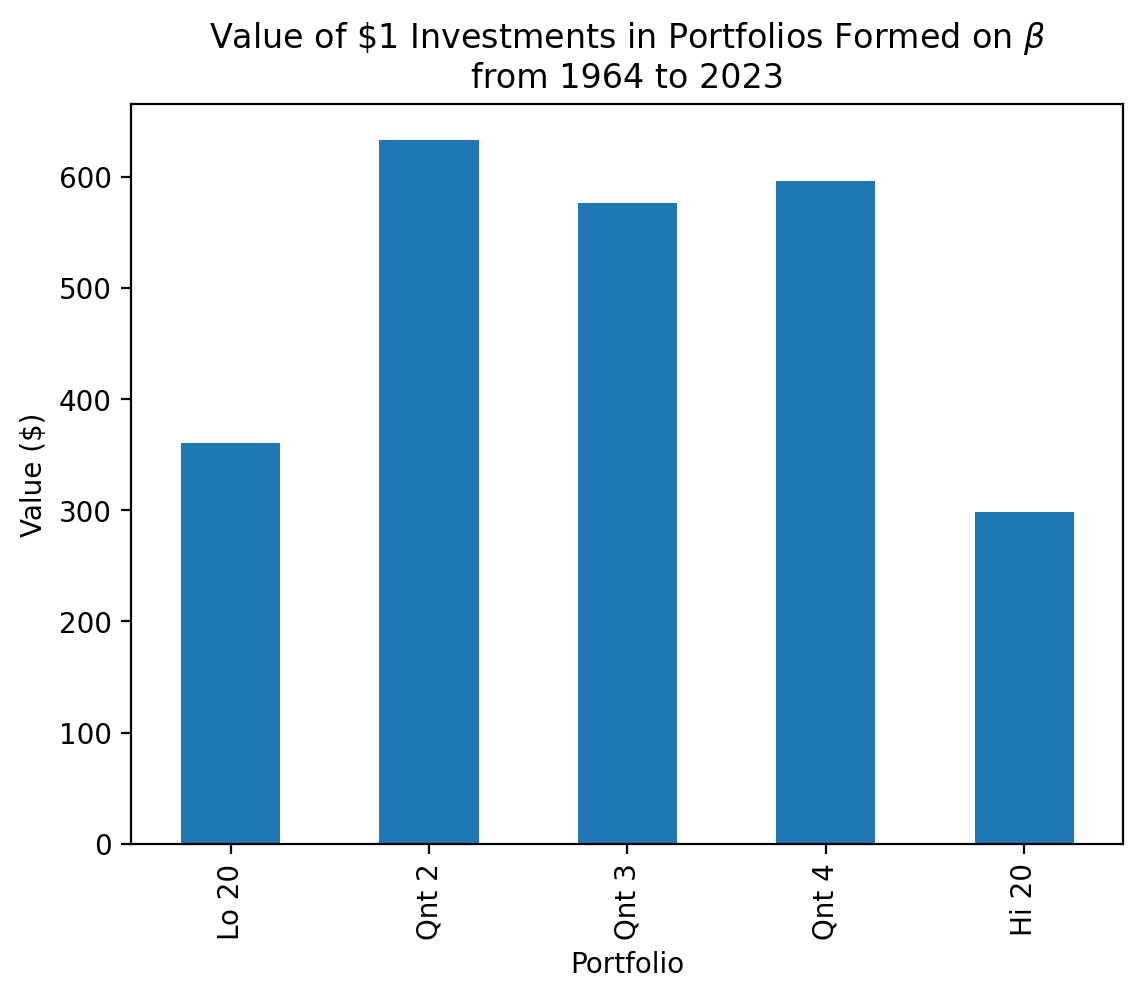 Value of $1 Investments in Portfolios Formed on β
from 1964 to 2023
Value ($)
600
500
400
300
200
100
0
Lo 20
Qnt 2
Qnt 3
Qnt 4
Hi 20
Portfolio